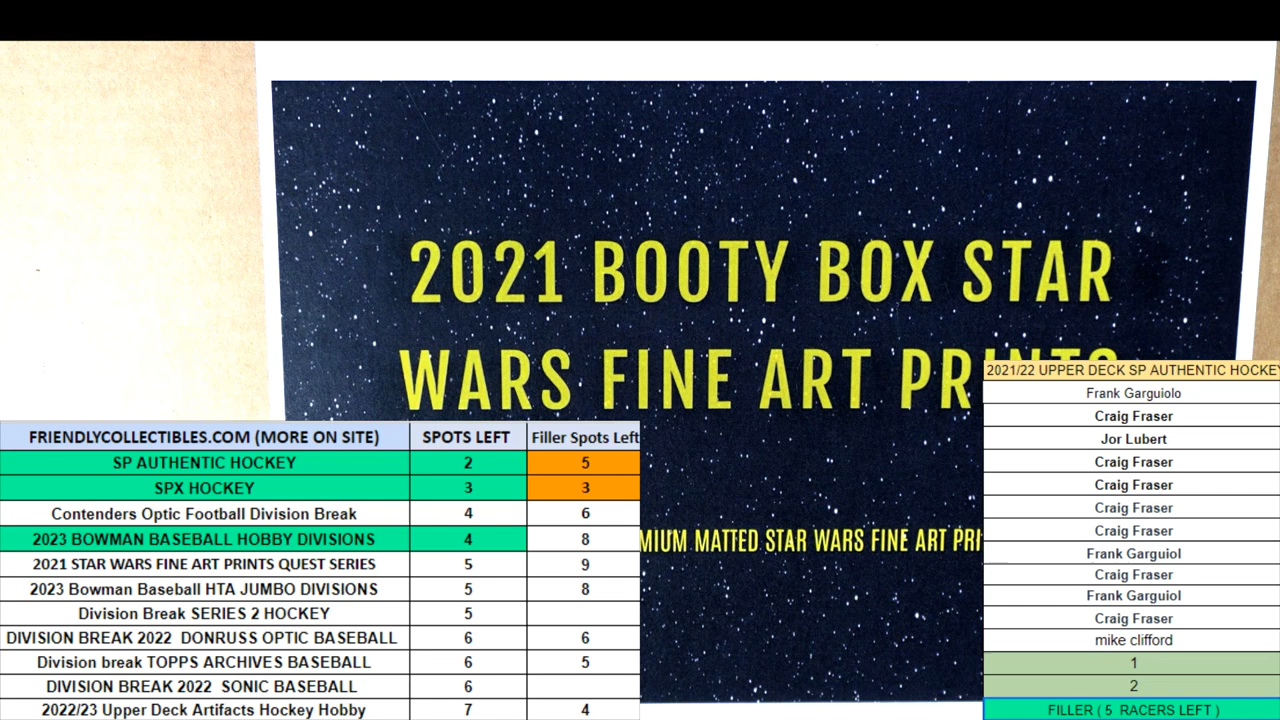 2021 BOOTY BOX STAR
WARS FINE ART PRINTS
MIUM MATTED STAR WARS FINE ART PRI
FRIENDLYCOLLECTIBLES.COM (MORE ON SITE) SPOTS LEFT Filler Spots Left
SP AUTHENTIC HOCKEY 2 5
SPX HOCKEY 3 3
Contenders Optic Football Division Break 4 6
2023 BOWMAN BASEBALL HOBBY DIVISIONS 4 8
2021 STAR WARS FINE ART PRINTS QUEST SERIES 5 9
2023 Bowman Baseball HTA JUMBO DIVISIONS 5 8
Division Break SERIES 2 HOCKEY 5
DIVISION BREAK 2022 DONRUSS OPTIC BASEBALL 6 6
Division break TOPPS ARCHIVES BASEBALL 6 5
DIVISION BREAK 2022 SONIC BASEBALL 6
2022/23 Upper Deck Artifacts Hockey Hobby 7 4
2021/22 UPPER DECK SP AUTHENTIC HOCKEY
Frank Garguiolo
Craig Fraser
Jor Lubert
Craig Fraser
Craig Fraser
Craig Fraser
Craig Fraser
Frank Garguiol
Craig Fraser
Frank Garguiol
Craig Fraser
mike clifford
1
2
FILLER ( 5 RACERS LEFT )